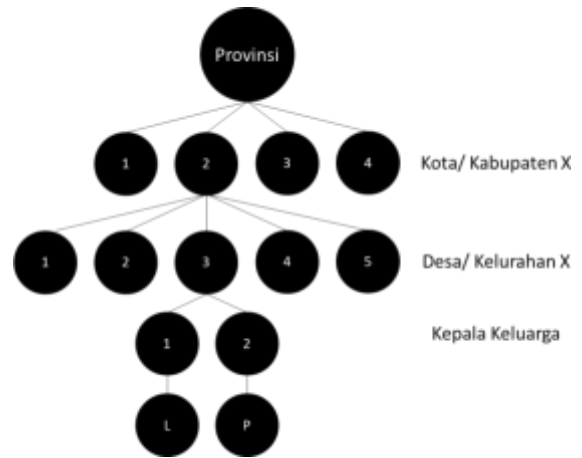 Provinsi
1 2 3 4 Kota/ Kabupaten X
1 2 3 4 5 Desa/ Kelurahan X
1 2 Kepala Keluarga
L P